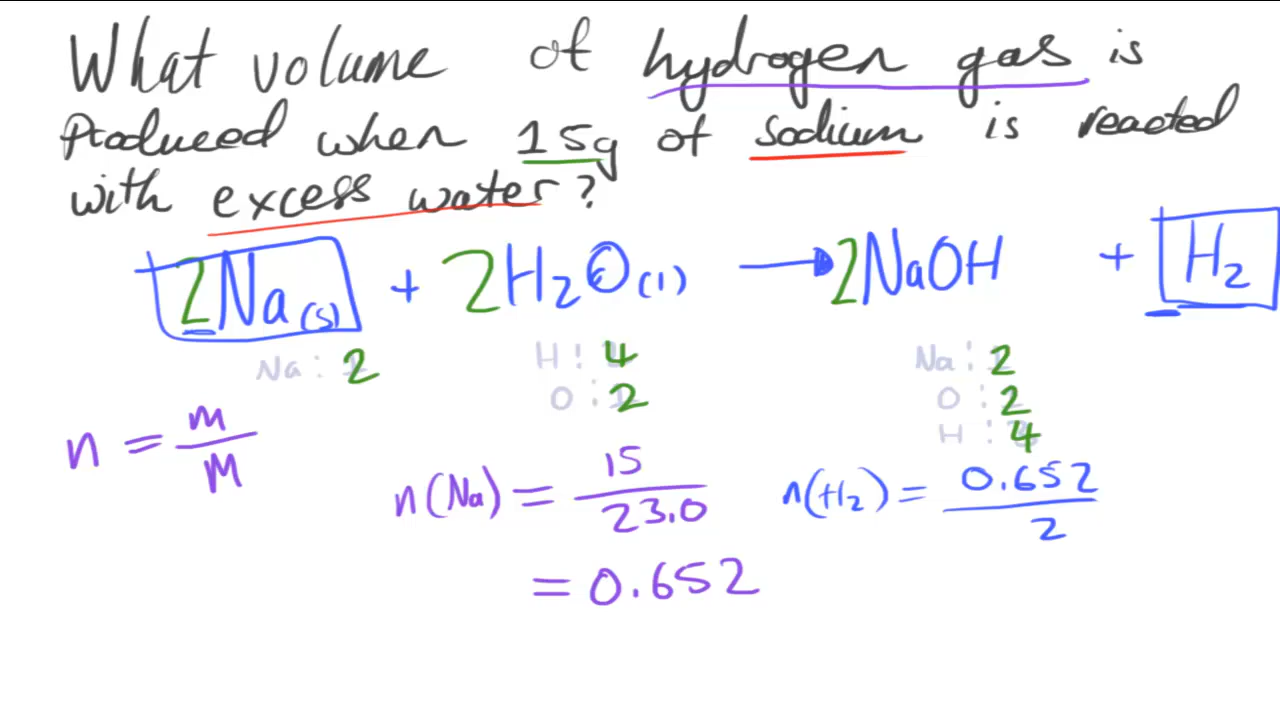 What volume of hydrogen gas is
produced when 15g of sodium is reacted
with excess water?
2Na(s) + 2H₂O(l) → 2NaOH + H₂
Na: 2
H: 4
O: 2
Na: 2
O: 2
H: 4
n = m/M
n(Na) = 15/23.0
= 0.652
n(H₂) = 0.652/2